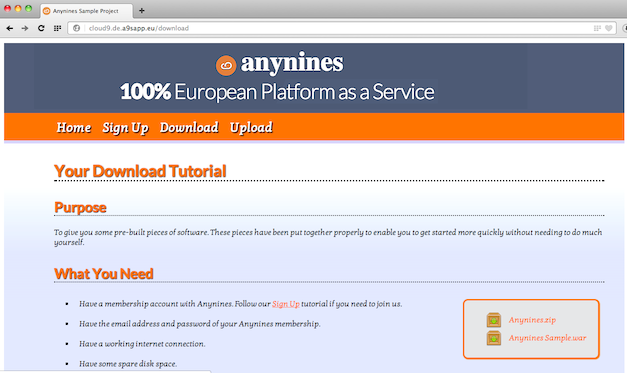 Anynines Sample Project
cloud9.de.a9sapp.eu/download
anynines
100% European Platform as a Service
Home Sign Up Download Upload
Your Download Tutorial
Purpose
To give you some pre-built pieces of software. These pieces have been put together properly to enable you to get started more quickly without needing to do much
yourself.
What You Need
Have a membership account with Anynines. Follow our Sign Up tutorial if you need to join us.
Have the email address and password of your Anynines membership.
Have a working internet connection.
Have some spare disk space.
Anynines.zip
Anynines Sample.war